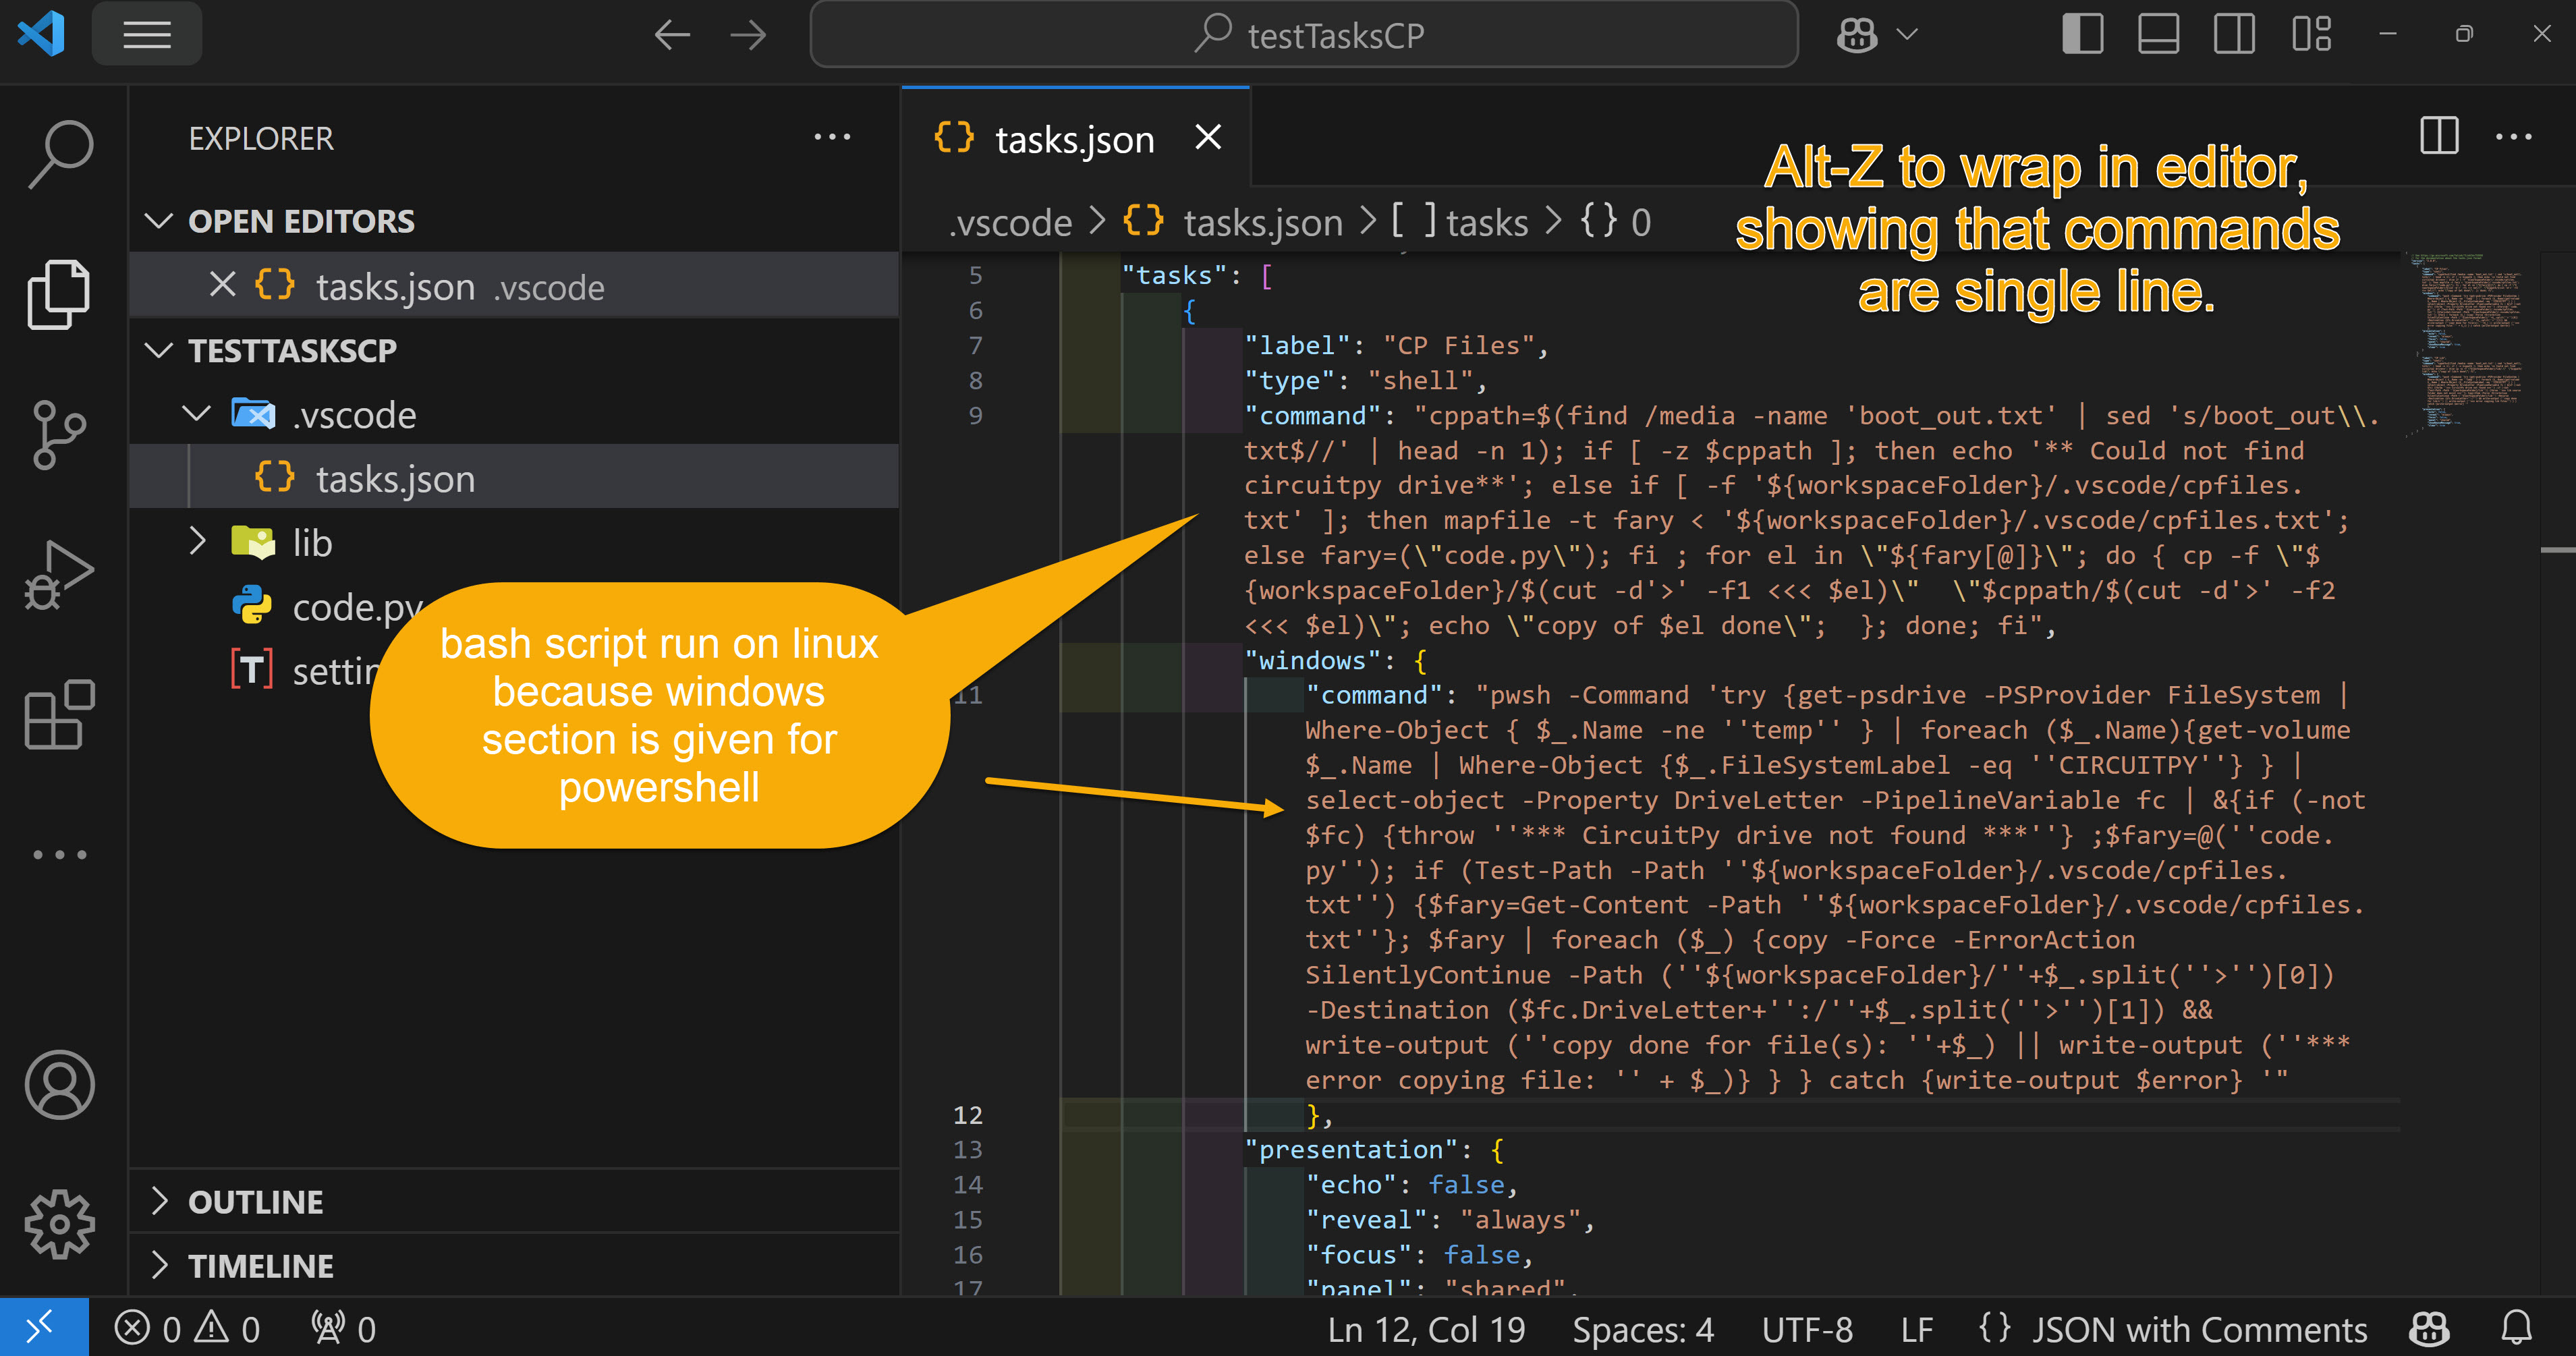 testTasksCP
EXPLORER
OPEN EDITORS
tasks.json .vscode
TESTTASKSCP
.vscode
tasks.json
lib
code.py
settin
OUTLINE
TIMELINE
tasks.json
.vscode > {} tasks.json > [ ] tasks > {} 0
Alt-Z to wrap in editor,
showing that commands
are single line.
bash script run on linux
because windows
section is given for
powershell
5 "tasks": [
6 {
7 "label": "CP Files",
8 "type": "shell",
9 "command": "cppath=$(find /media -name 'boot_out.txt' | sed 's/boot_out\\.
txt$//' | head -n 1); if [ -z $cppath ]; then echo '** Could not find
circuitpy drive**'; else if [ -f '${workspaceFolder}/.vscode/cpfiles.
txt' ]; then mapfile -t fary < '${workspaceFolder}/.vscode/cpfiles.txt';
else fary=(\"code.py\"); fi ; for el in \"${fary[@]}\"; do { cp -f \"$
{workspaceFolder}/$(cut -d'>' -f1 <<< $el)\"  \"$cppath/$(cut -d'>' -f2
<<< $el)\"; echo \"copy of $el done\";  }; done; fi",
"windows": {
11 "command": "pwsh -Command 'try {get-psdrive -PSProvider FileSystem |
Where-Object { $_.Name -ne ''temp'' } | foreach ($_.Name){get-volume
$_.Name | Where-Object {$_.FileSystemLabel -eq ''CIRCUITPY''} } |
select-object -Property DriveLetter -PipelineVariable fc | &{if (-not
$fc) {throw ''*** CircuitPy drive not found ***''} ;$fary=@(''code.
py''); if (Test-Path -Path ''${workspaceFolder}/.vscode/cpfiles.
txt'') {$fary=Get-Content -Path ''${workspaceFolder}/.vscode/cpfiles.
txt''}; $fary | foreach ($_) {copy -Force -ErrorAction
SilentlyContinue -Path (''${workspaceFolder}/''+$_.split(''>'')[0])
-Destination ($fc.DriveLetter+'':/''+$_.split(''>'')[1]) &&
write-output (''copy done for file(s): ''+$_) || write-output (''***
error copying file: '' + $_)} } } catch {write-output $error} '"
12 },
13 "presentation": {
14 "echo": false,
15 "reveal": "always",
16 "focus": false,
17 "panel": "shared",
0 0 0
Ln 12, Col 19 Spaces: 4 UTF-8 LF {} JSON with Comments